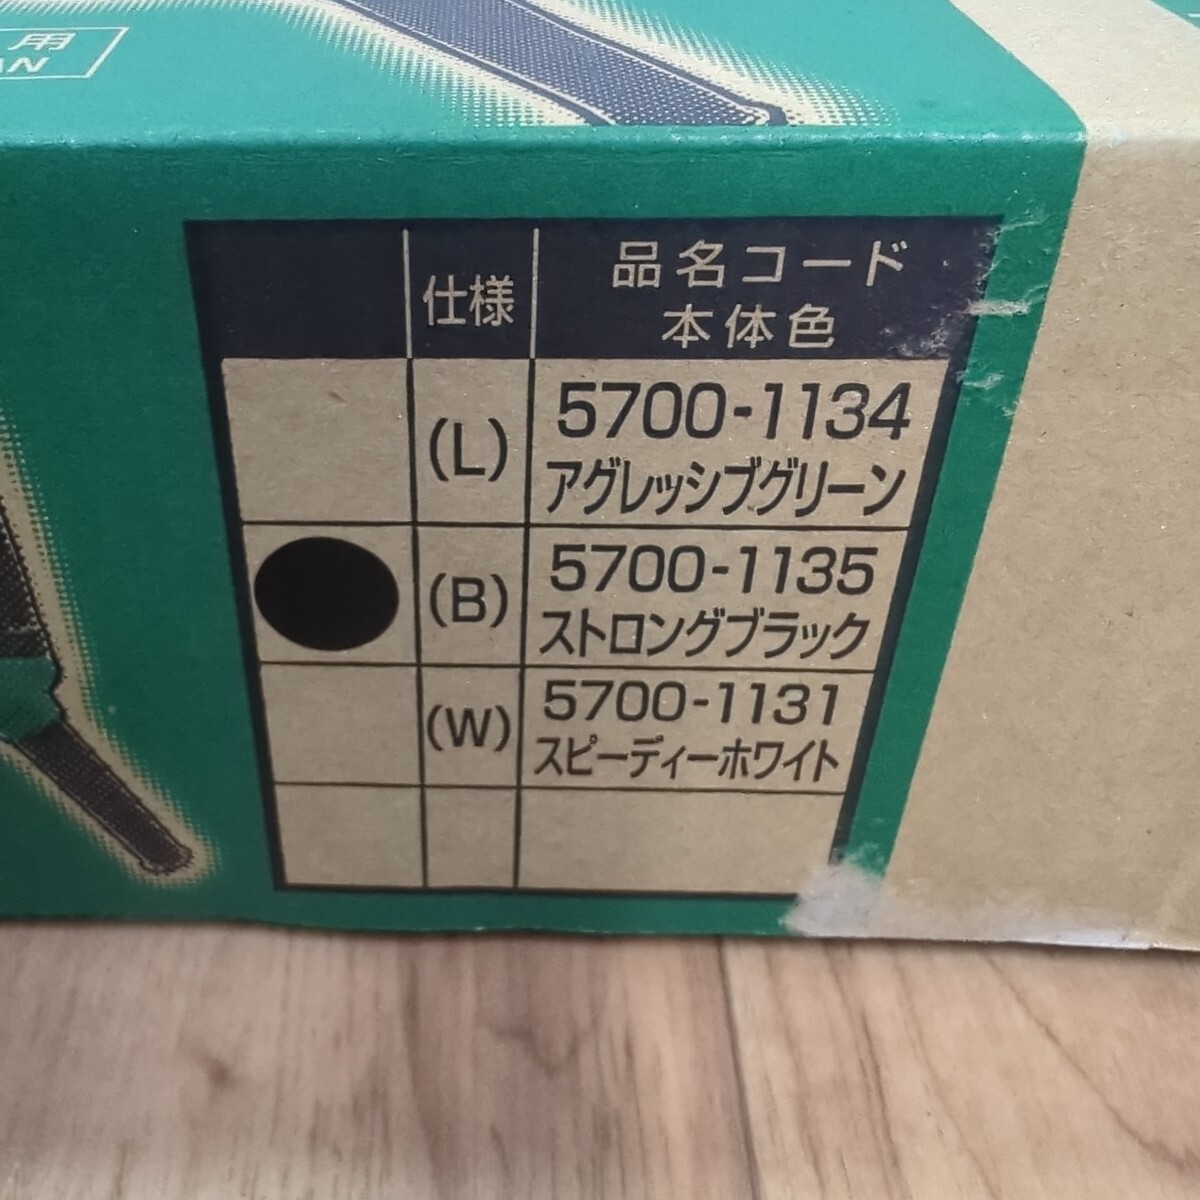 用
AN
仕様
品名コード
本体色
(L)
5700-1134
アグレッシブグリーン
(B)
5700-1135
ストロングブラック
(W)
5700-1131
スピーディーホワイト